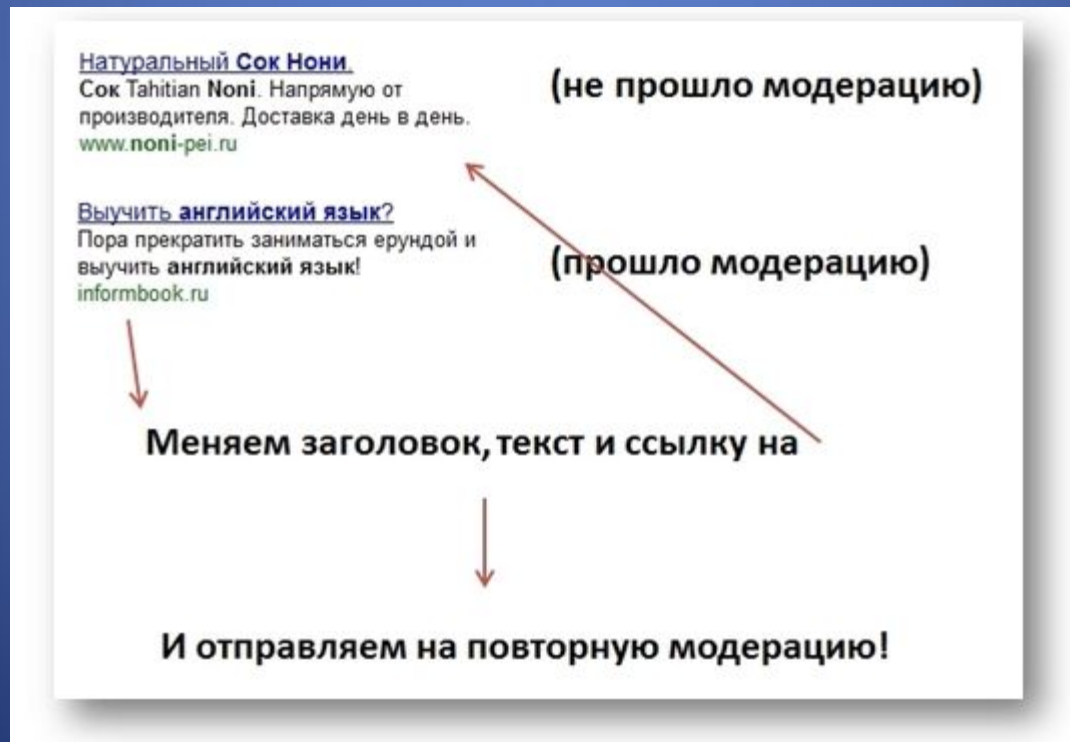 Натуральный Сок Нони.
Сок Tahitian Noni. Напрямую от
производителя. Доставка день в день.
www.noni-pei.ru
(не прошло модерацию)
Выучить английский язык?
Пора прекратить заниматься ерундой и
выучить английский язык!
informbook.ru
(прошло модерацию)
Меняем заголовок, текст и ссылку на
И отправляем на повторную модерацию!